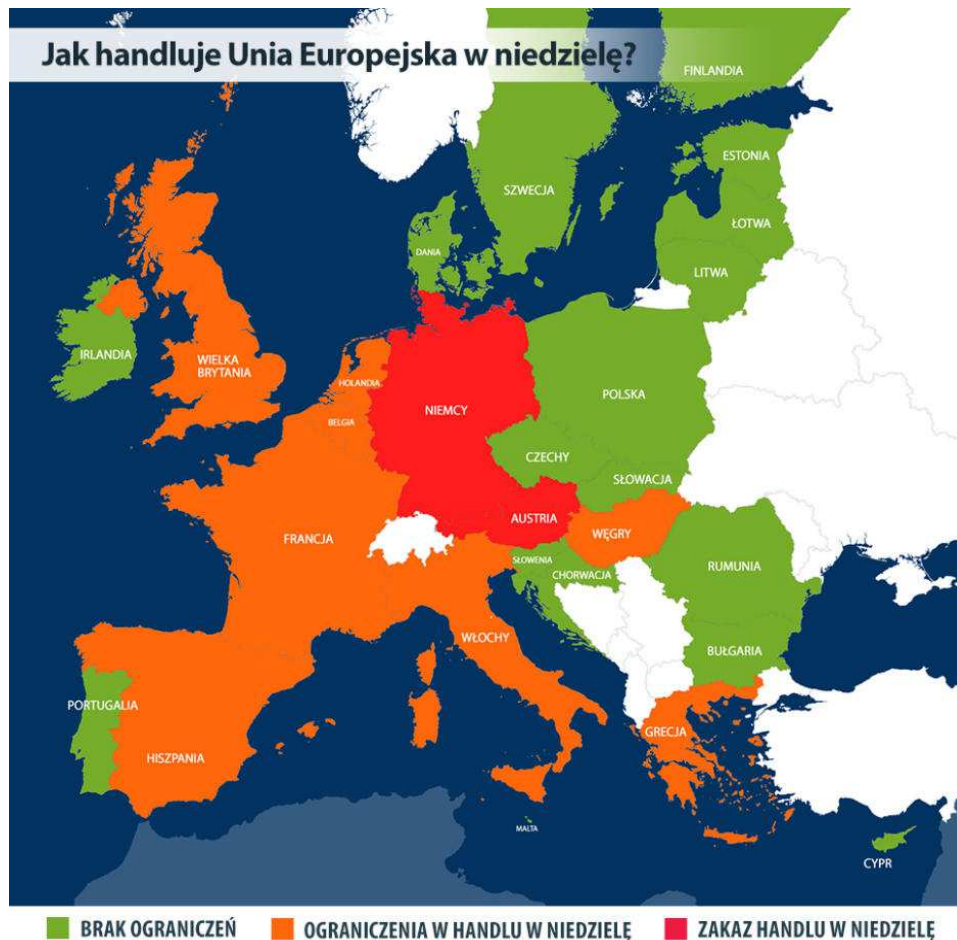 Jak handluje Unia Europejska w niedzielę?
FINLANDIA
ESTONIA
SZWECJA
ŁOTWA
DANIA
LITWA
IRLANDIA
WIELKA
BRYTANIA
HOLANDIA
POLSKA
NIEMCY
BELGIA
CZECHY
SŁOWACJA
AUSTRIA
FRANCJA
WĘGRY
SŁOWENIA
RUMUNIA
CHORWACJA
WŁOCHY
BUŁGARIA
PORTUGALIA
GRECJA
HISZPANIA
MALTA
CYPR
BRAK OGRANICZEŃ
OGRANICZENIA W HANDLU W NIEDZIELĘ
ZAKAZ HANDLU W NIEDZIELĘ